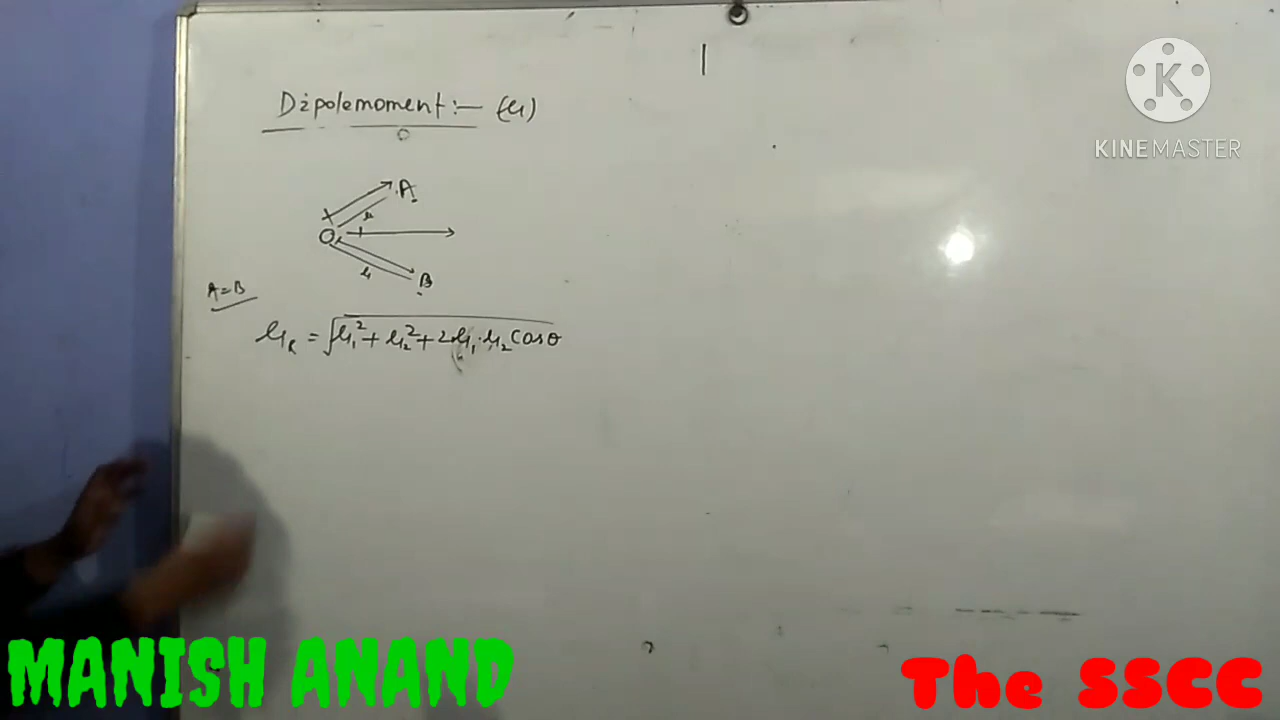 Dipolemoment:— (μ)
A
μ
O
μ
B
A=B
μR = √μ₁² + μ₂² + 2μ₁·μ₂ Cosθ
K
KINEMASTER
MANISH ANAND
The SSCC